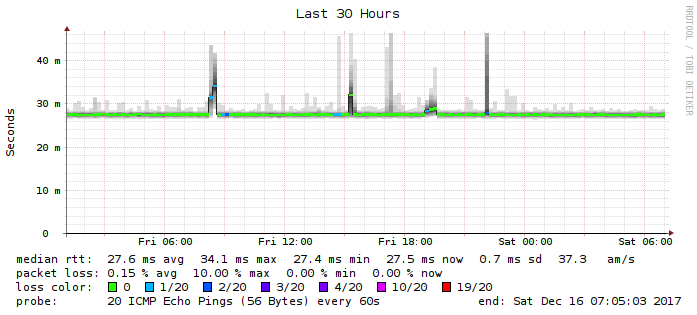 Last 30 Hours
RRDTOOL / TOBI OETIKER
Seconds
40 m
30 m
20 m
10 m
0
Fri 06:00 Fri 12:00 Fri 18:00 Sat 00:00 Sat 06:00
median rtt: 27.6 ms avg 34.1 ms max 27.4 ms min 27.5 ms now 0.7 ms sd 37.3 am/s
packet loss: 0.15 % avg 10.00 % max 0.00 % min 0.00 % now
loss color: 0 1/20 2/20 3/20 4/20 10/20 19/20
probe: 20 ICMP Echo Pings (56 Bytes) every 60s end: Sat Dec 16 07:05:03 2017